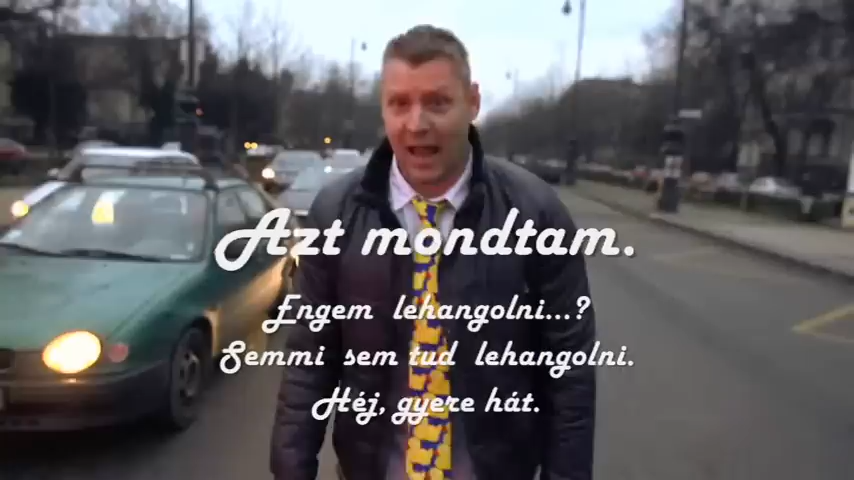 Azt mondtam.
Engem lehangolni...?
Semmi sem tud lehangolni.
Héj, gyere hát.